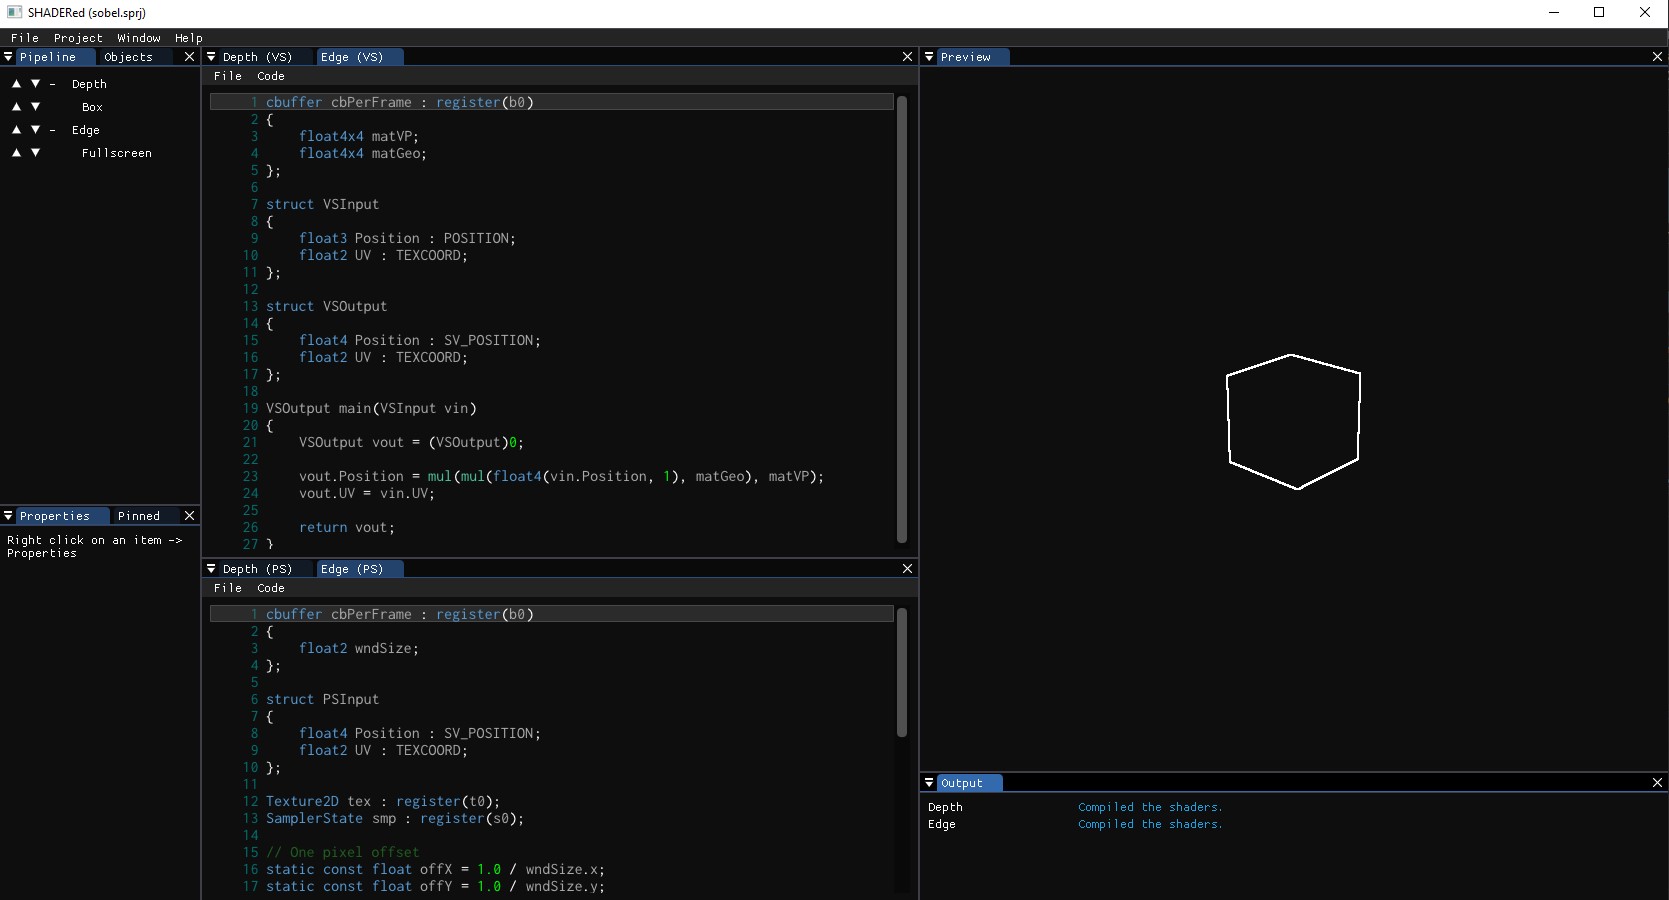 SHADERed (sobel.sprj)
File Project Window Help
Pipeline Objects
Depth
Box
Edge
Fullscreen
Properties Pinned
Right click on an item ->
Properties
Depth (VS) Edge (VS)
File Code
1 cbuffer cbPerFrame : register(b0)
2 {
3     float4x4 matVP;
4     float4x4 matGeo;
5 };
6
7 struct VSInput
8 {
9     float3 Position : POSITION;
10     float2 UV : TEXCOORD;
11 };
12
13 struct VSOutput
14 {
15     float4 Position : SV_POSITION;
16     float2 UV : TEXCOORD;
17 };
18
19 VSOutput main(VSInput vin)
20 {
21     VSOutput vout = (VSOutput)0;
22
23     vout.Position = mul(mul(float4(vin.Position, 1), matGeo), matVP);
24     vout.UV = vin.UV;
25
26     return vout;
27 }
Depth (PS) Edge (PS)
File Code
1 cbuffer cbPerFrame : register(b0)
2 {
3     float2 wndSize;
4 };
5
6 struct PSInput
7 {
8     float4 Position : SV_POSITION;
9     float2 UV : TEXCOORD;
10 };
11
12 Texture2D tex : register(t0);
13 SamplerState smp : register(s0);
14
15 // One pixel offset
16 static const float offX = 1.0 / wndSize.x;
17 static const float offY = 1.0 / wndSize.y;
Preview
Output
Depth Compiled the shaders.
Edge Compiled the shaders.